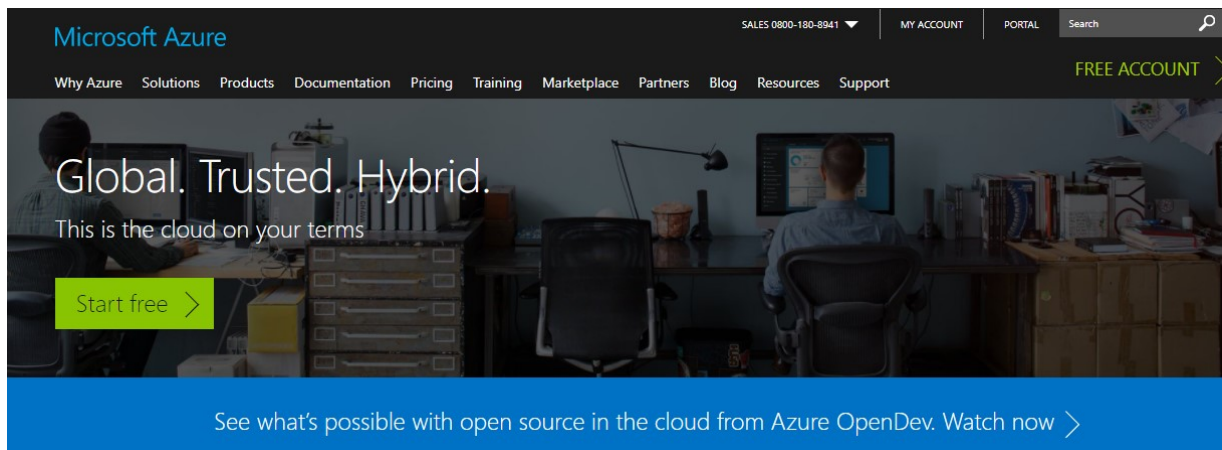 SALES 0800-180-8941 MY ACCOUNT PORTAL Search
Microsoft Azure
FREE ACCOUNT
Why Azure Solutions Products Documentation Pricing Training Marketplace Partners Blog Resources Support
Global. Trusted. Hybrid.
This is the cloud on your terms
Start free
See what's possible with open source in the cloud from Azure OpenDev. Watch now